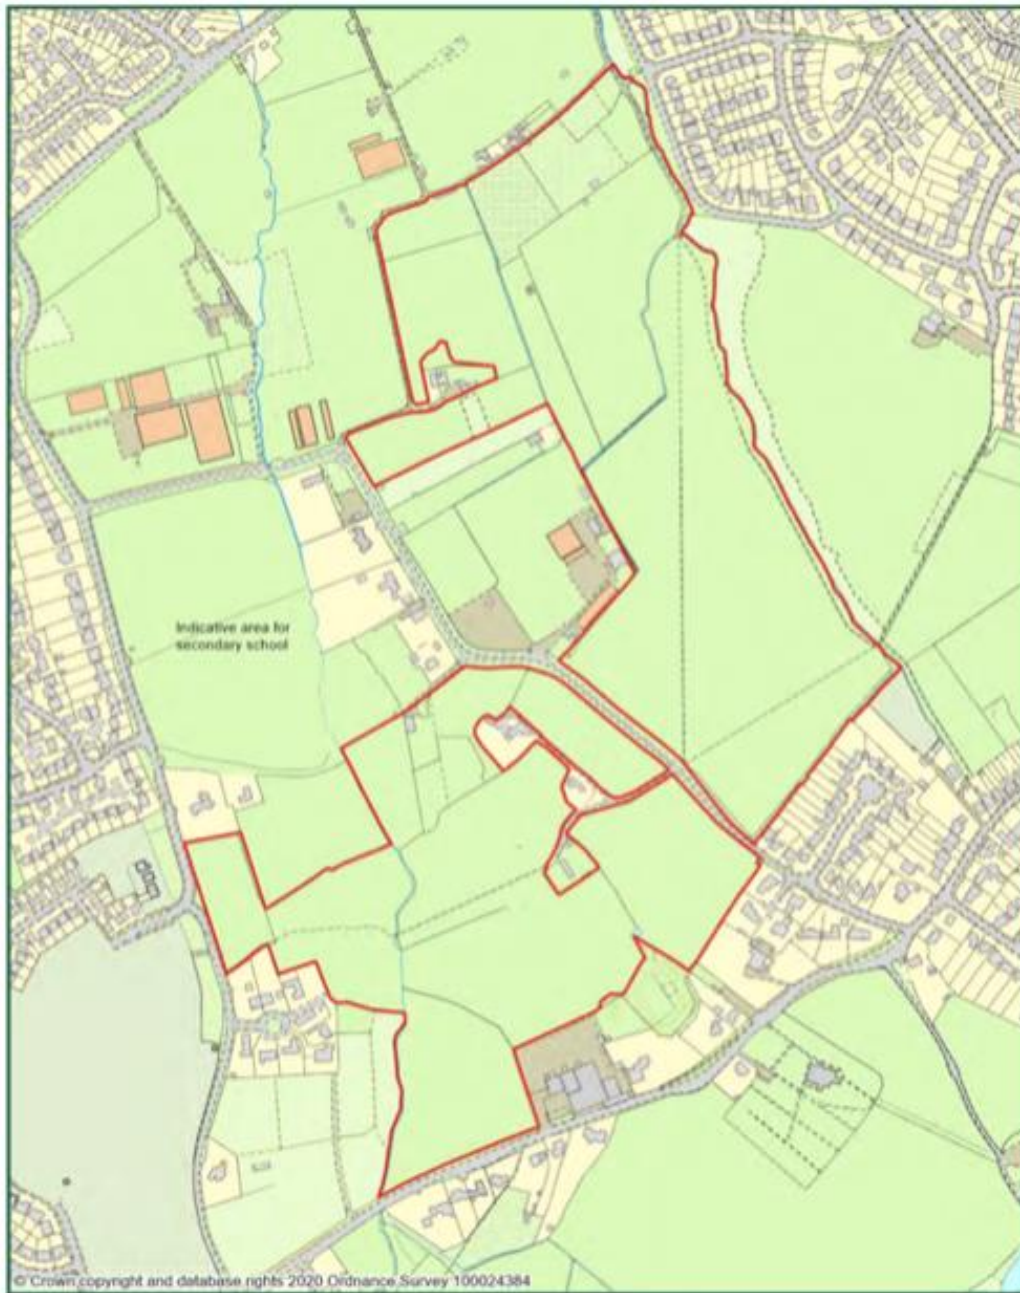 Indicative area for
secondary school
© Crown copyright and database rights 2020 Ordnance Survey 100024384